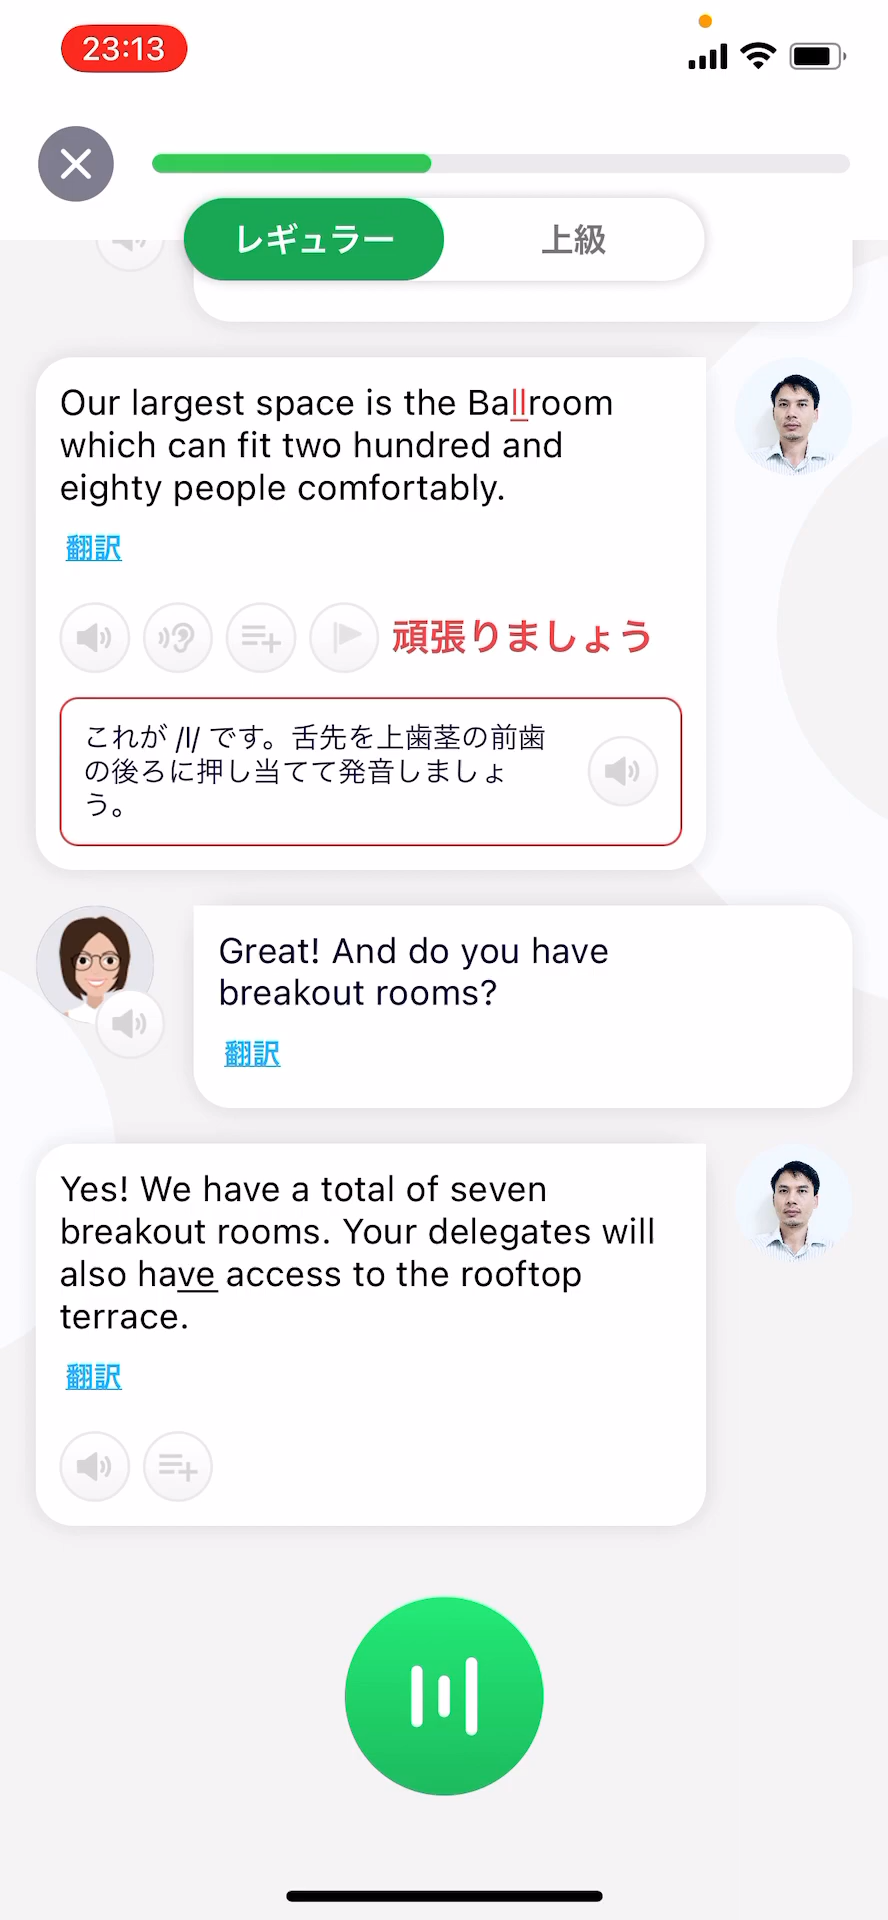 23:13
レギュラー
上級
Our largest space is the Ballroom
which can fit two hundred and
eighty people comfortably.
翻訳
頑張りましょう
これが /l/ です。舌先を上歯茎の前歯
の後ろに押し当てて発音しましょ
う。
Great! And do you have
breakout rooms?
翻訳
Yes! We have a total of seven
breakout rooms. Your delegates will
also have access to the rooftop
terrace.
翻訳